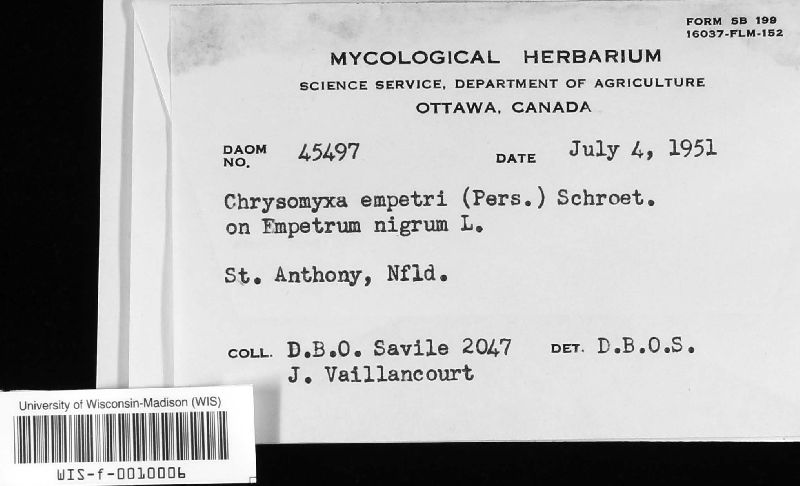 FORM SB 199
16037-FLM-152
MYCOLOGICAL HERBARIUM
SCIENCE SERVICE, DEPARTMENT OF AGRICULTURE
OTTAWA, CANADA
DAOM NO. 45497 DATE July 4, 1951
Chrysomyxa empetri (Pers.) Schroet.
on Empetrum nigrum L.
St. Anthony, Nfld.
COLL. D.B.O. Savile 2047 DET. D.B.O.S.
J. Vaillancourt
University of Wisconsin-Madison (WIS)
WIS-f-0010006